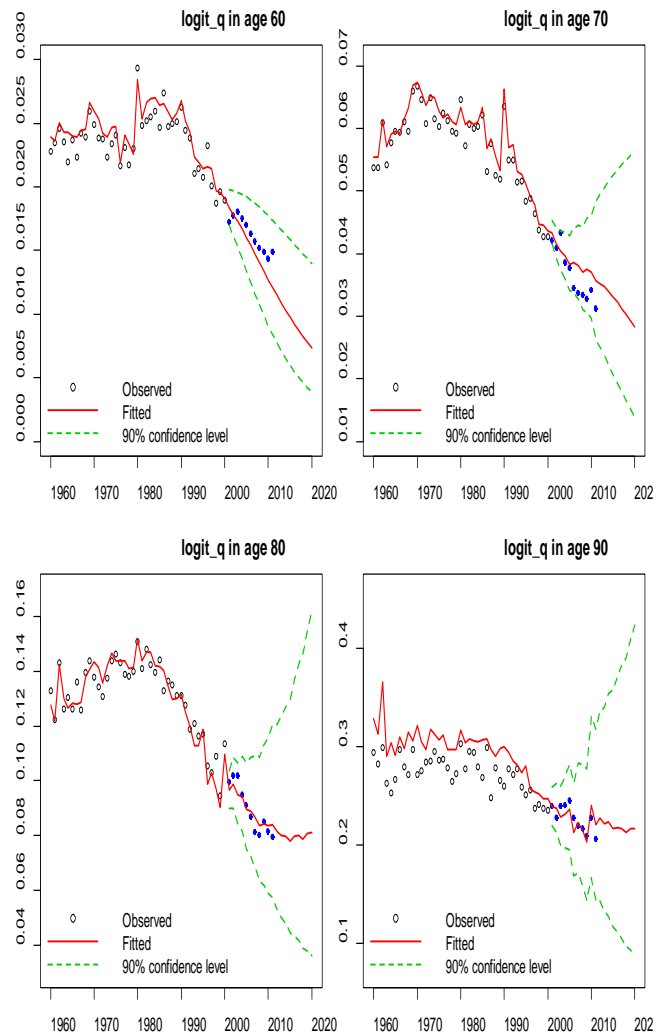 logit_q in age 60
0.030
0.025
0.020
0.015
0.010
0.005
0.000
Observed
Fitted
90% confidence level
1960 1970 1980 1990 2000 2010 2020
logit_q in age 70
0.07
0.06
0.05
0.04
0.03
0.02
0.01
Observed
Fitted
90% confidence level
1960 1970 1980 1990 2000 2010 202
logit_q in age 80
0.16
0.14
0.12
0.10
0.08
0.06
0.04
Observed
Fitted
90% confidence level
1960 1970 1980 1990 2000 2010 2020
logit_q in age 90
0.4
0.3
0.2
0.1
Observed
Fitted
90% confidence level
1960 1970 1980 1990 2000 2010 202